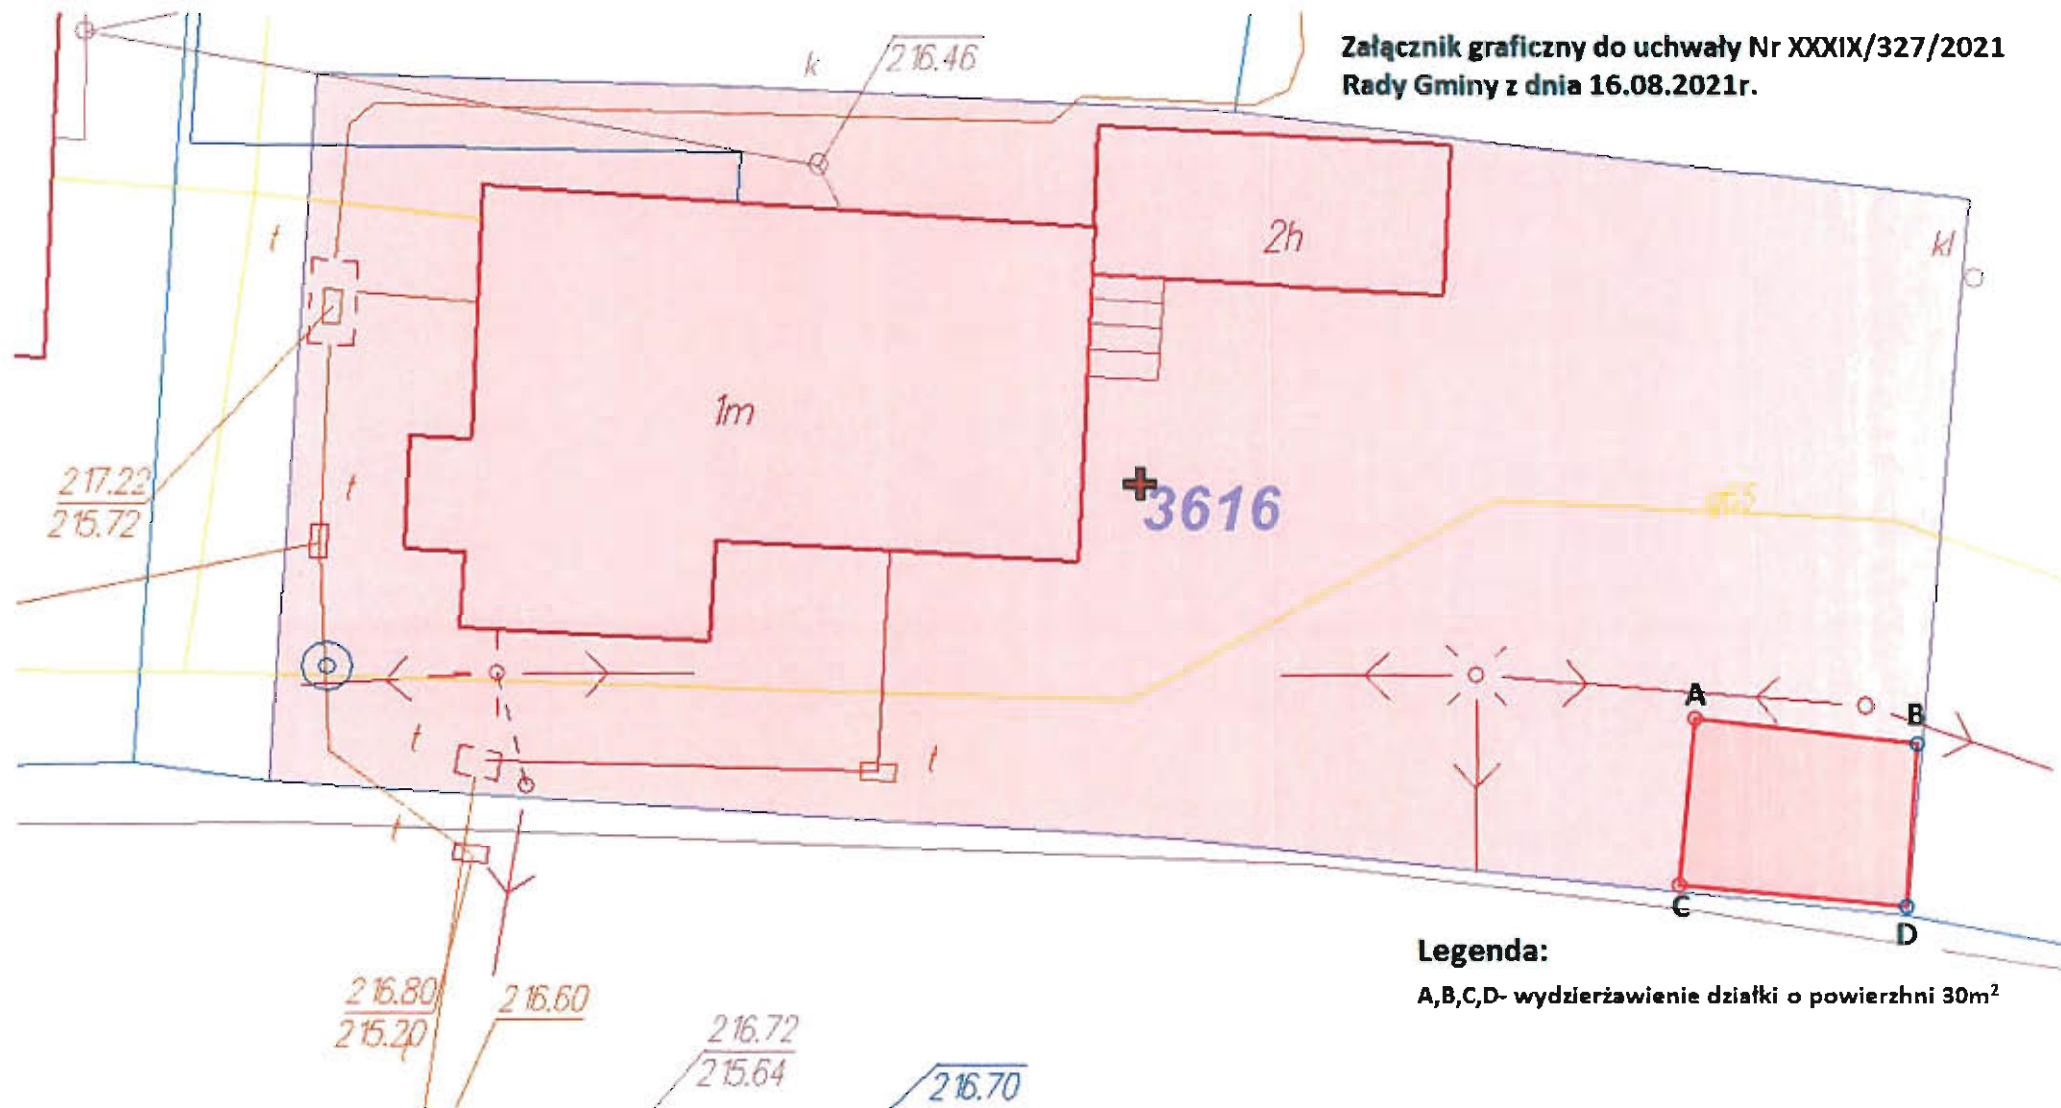 Załącznik graficzny do uchwały Nr XXXIX/327/2021
Rady Gminy z dnia 16.08.2021r.
k
216.46
2h
kl
t
1m
3616
217.22
215.72
t
A
B
t
t
t
C
D
Legenda:
A,B,C,D- wydzierżawienie działki o powierzhni 30m²
216.80
215.20
t
216.60
216.72
215.64
216.70